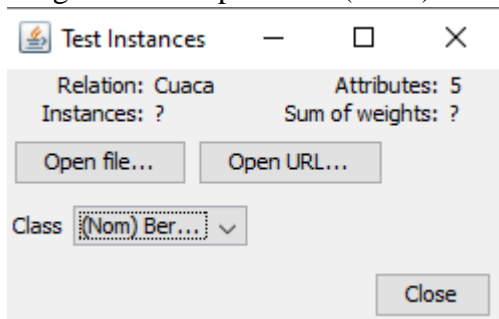 Test Instances
Relation: Cuaca Attributes: 5
Instances: ? Sum of weights: ?
Open file... Open URL...
Class (Nom) Ber...
Close